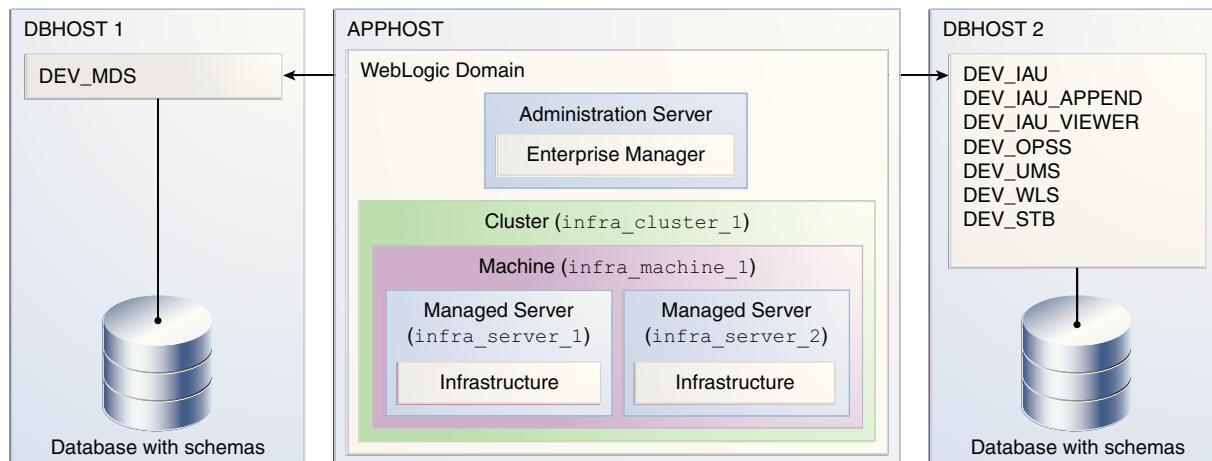 DBHOST 1
DEV_MDS
Database with schemas
APPHOST
WebLogic Domain
Administration Server
Enterprise Manager
Cluster (infra_cluster_1)
Machine (infra_machine_1)
Managed Server
(infra_server_1)
Infrastructure
Managed Server
(infra_server_2)
Infrastructure
DBHOST 2
DEV_IAU
DEV_IAU_APPEND
DEV_IAU_VIEWER
DEV_OPSS
DEV_UMS
DEV_WLS
DEV_STB
Database with schemas